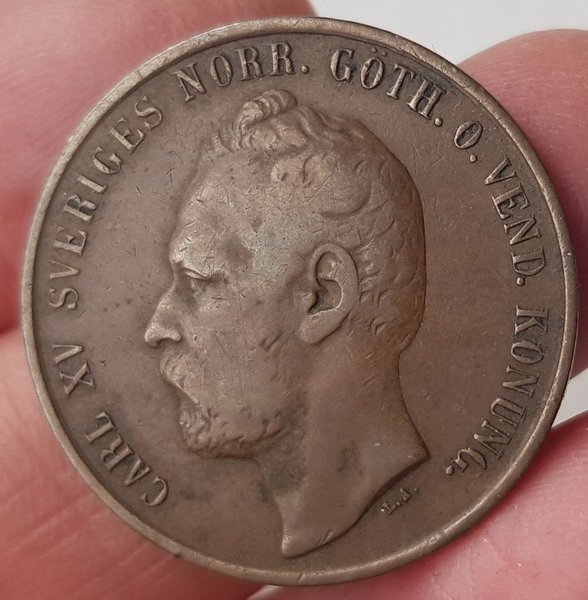 CARL XV SVERIGES NORR. GÖTH. O. VEND. KONUNG.
L.A.